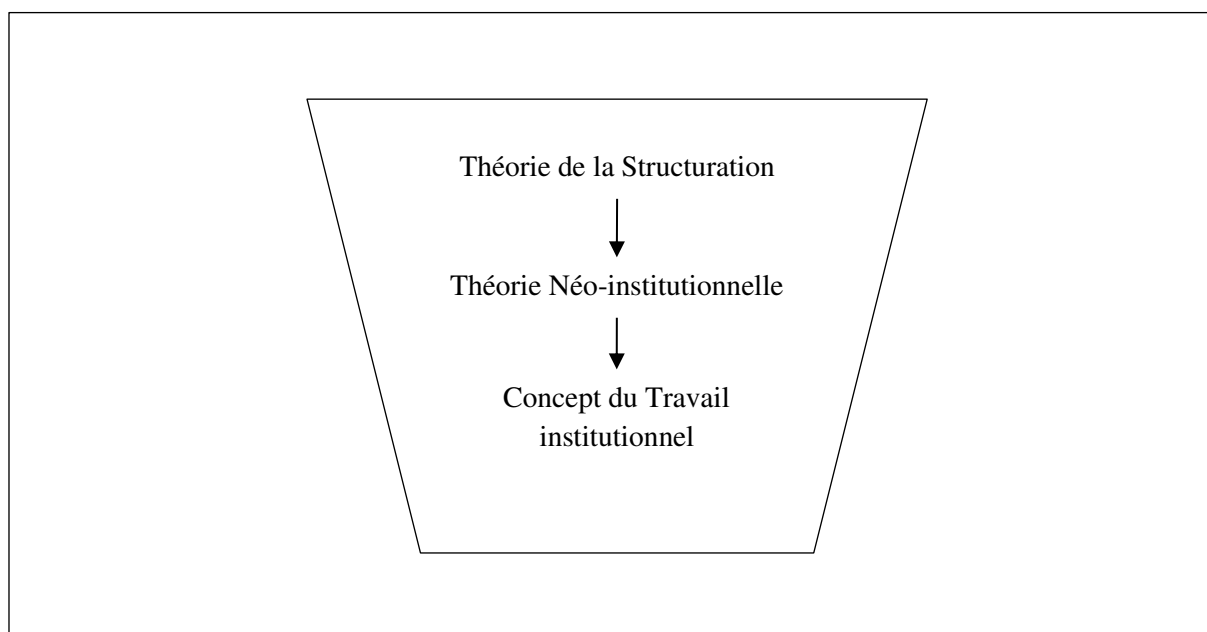 Théorie de la Structuration
Théorie Néo-institutionnelle
Concept du Travail
institutionnel